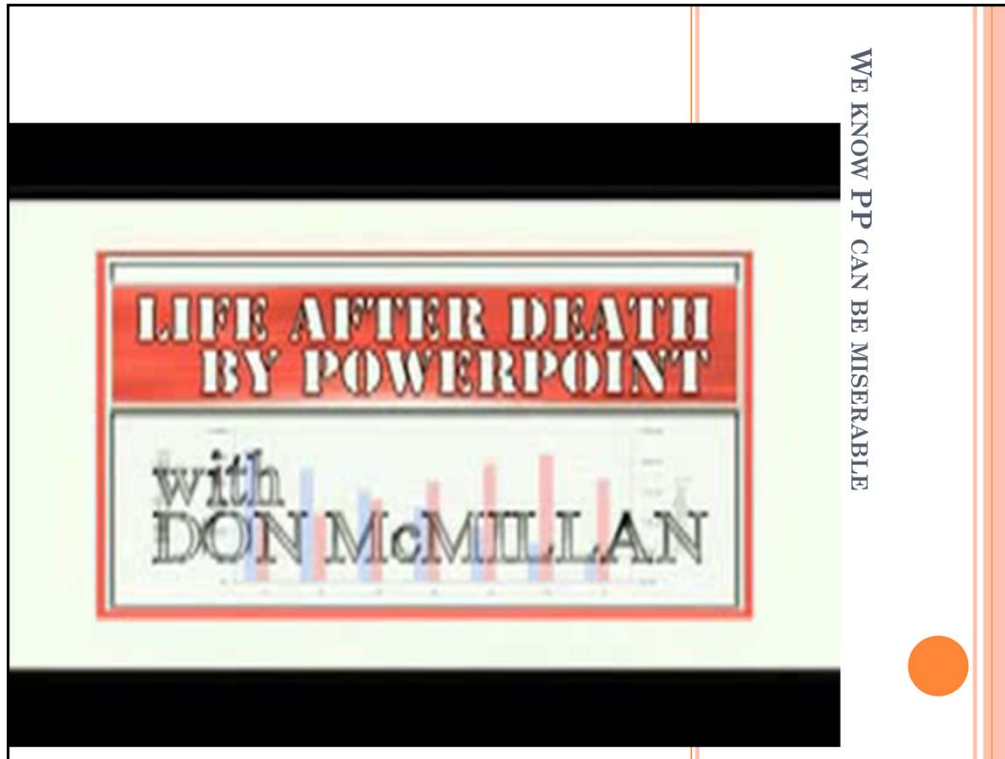 WE KNOW PP CAN BE MISERABLE
LIFE AFTER DEATH
BY POWERPOINT
with
DON McMILLAN